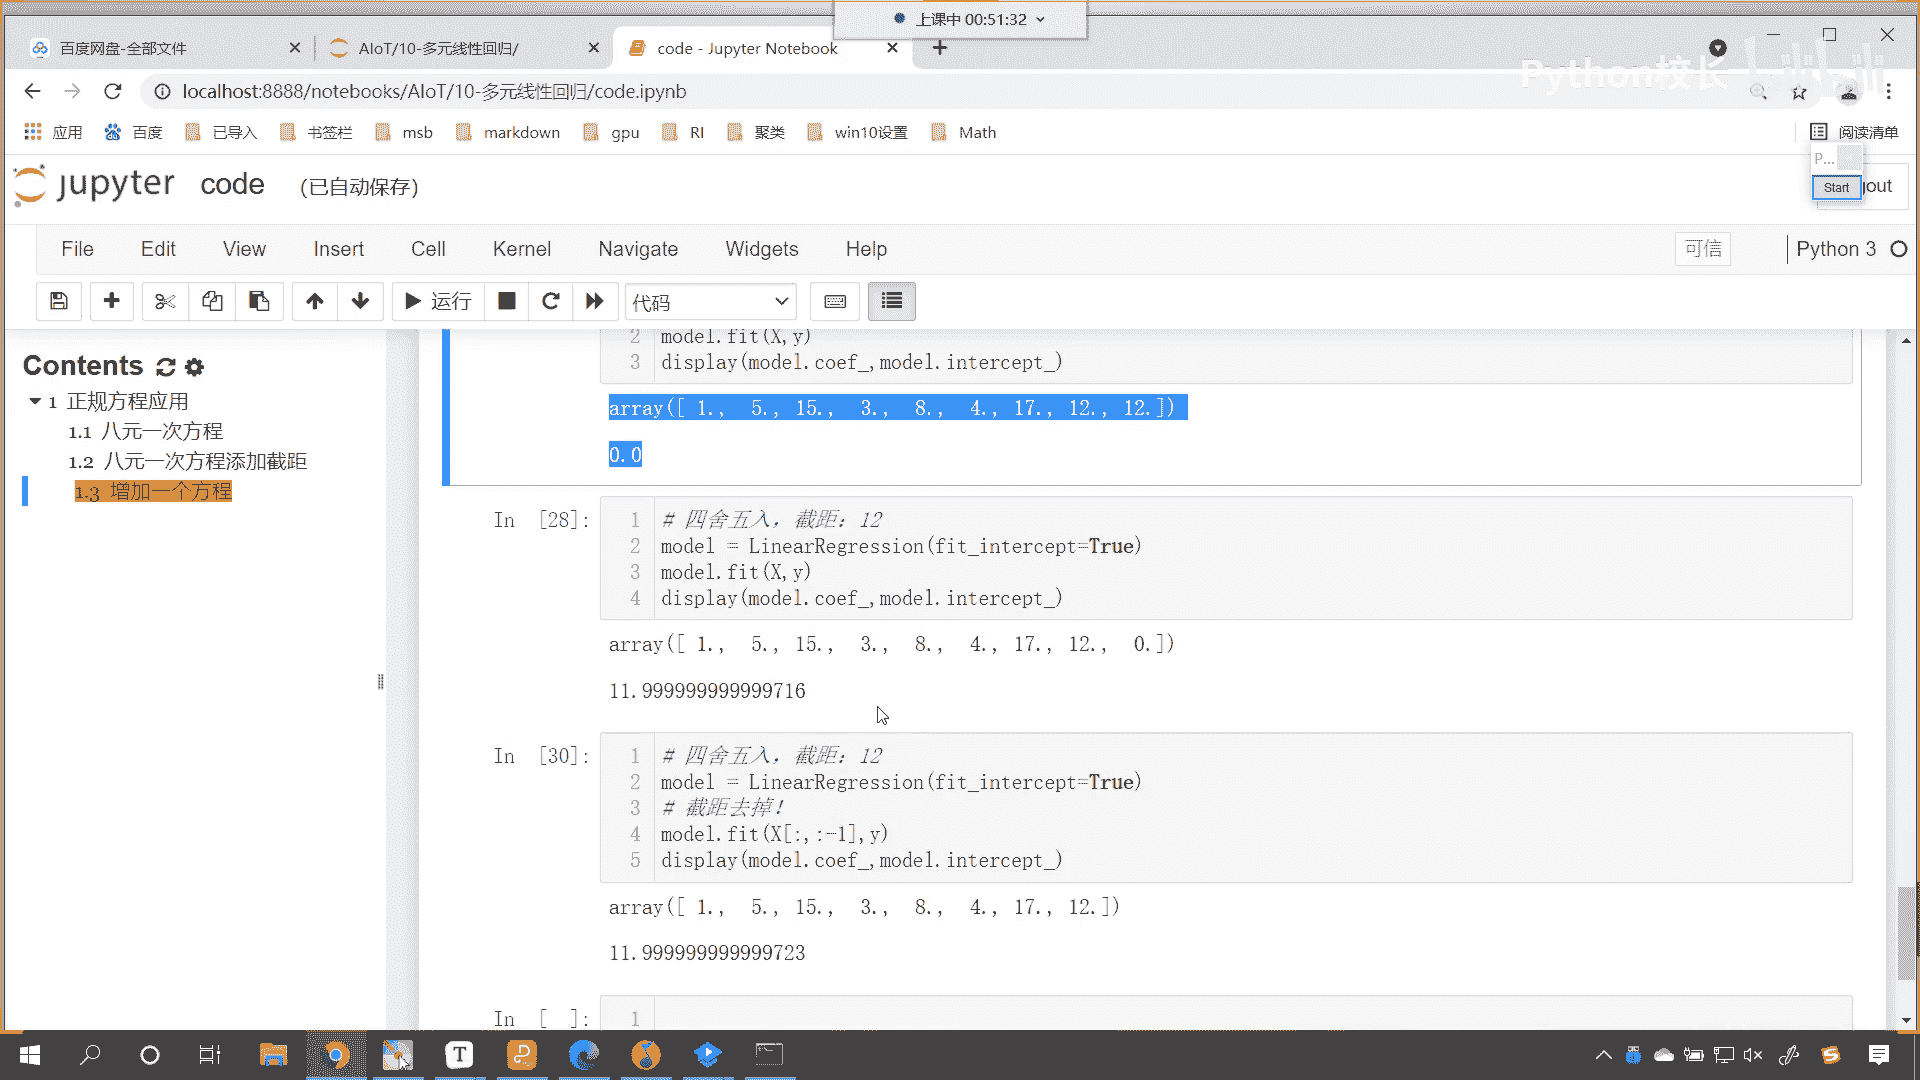 上课中 00:51:32
百度网盘-全部文件
AIoT/10-多元线性回归/
code - Jupyter Notebook
Python校长
localhost:8888/notebooks/AIoT/10-多元线性回归/code.ipynb
应用 百度 已导入 书签栏 msb markdown gpu RI 聚类 win10设置 Math 阅读清单
P...
Start
jupyter code (已自动保存)
File Edit View Insert Cell Kernel Navigate Widgets Help 可信 Python 3
运行 代码
Contents
1 正规方程应用
1.1 八元一次方程
1.2 八元一次方程添加截距
1.3 增加一个方程
2 model.fit(X,y)
3 display(model.coef_,model.intercept_)
array([ 1., 5., 15., 3., 8., 4., 17., 12., 12.])
0.0
In [28]:
1 # 四舍五入，截距：12
2 model = LinearRegression(fit_intercept=True)
3 model.fit(X,y)
4 display(model.coef_,model.intercept_)
array([ 1., 5., 15., 3., 8., 4., 17., 12., 0.])
11.999999999999716
In [30]:
1 # 四舍五入，截距：12
2 model = LinearRegression(fit_intercept=True)
3 # 截距去掉！
4 model.fit(X[:,:-1],y)
5 display(model.coef_,model.intercept_)
array([ 1., 5., 15., 3., 8., 4., 17., 12.])
11.999999999999723
In [ ]:
1